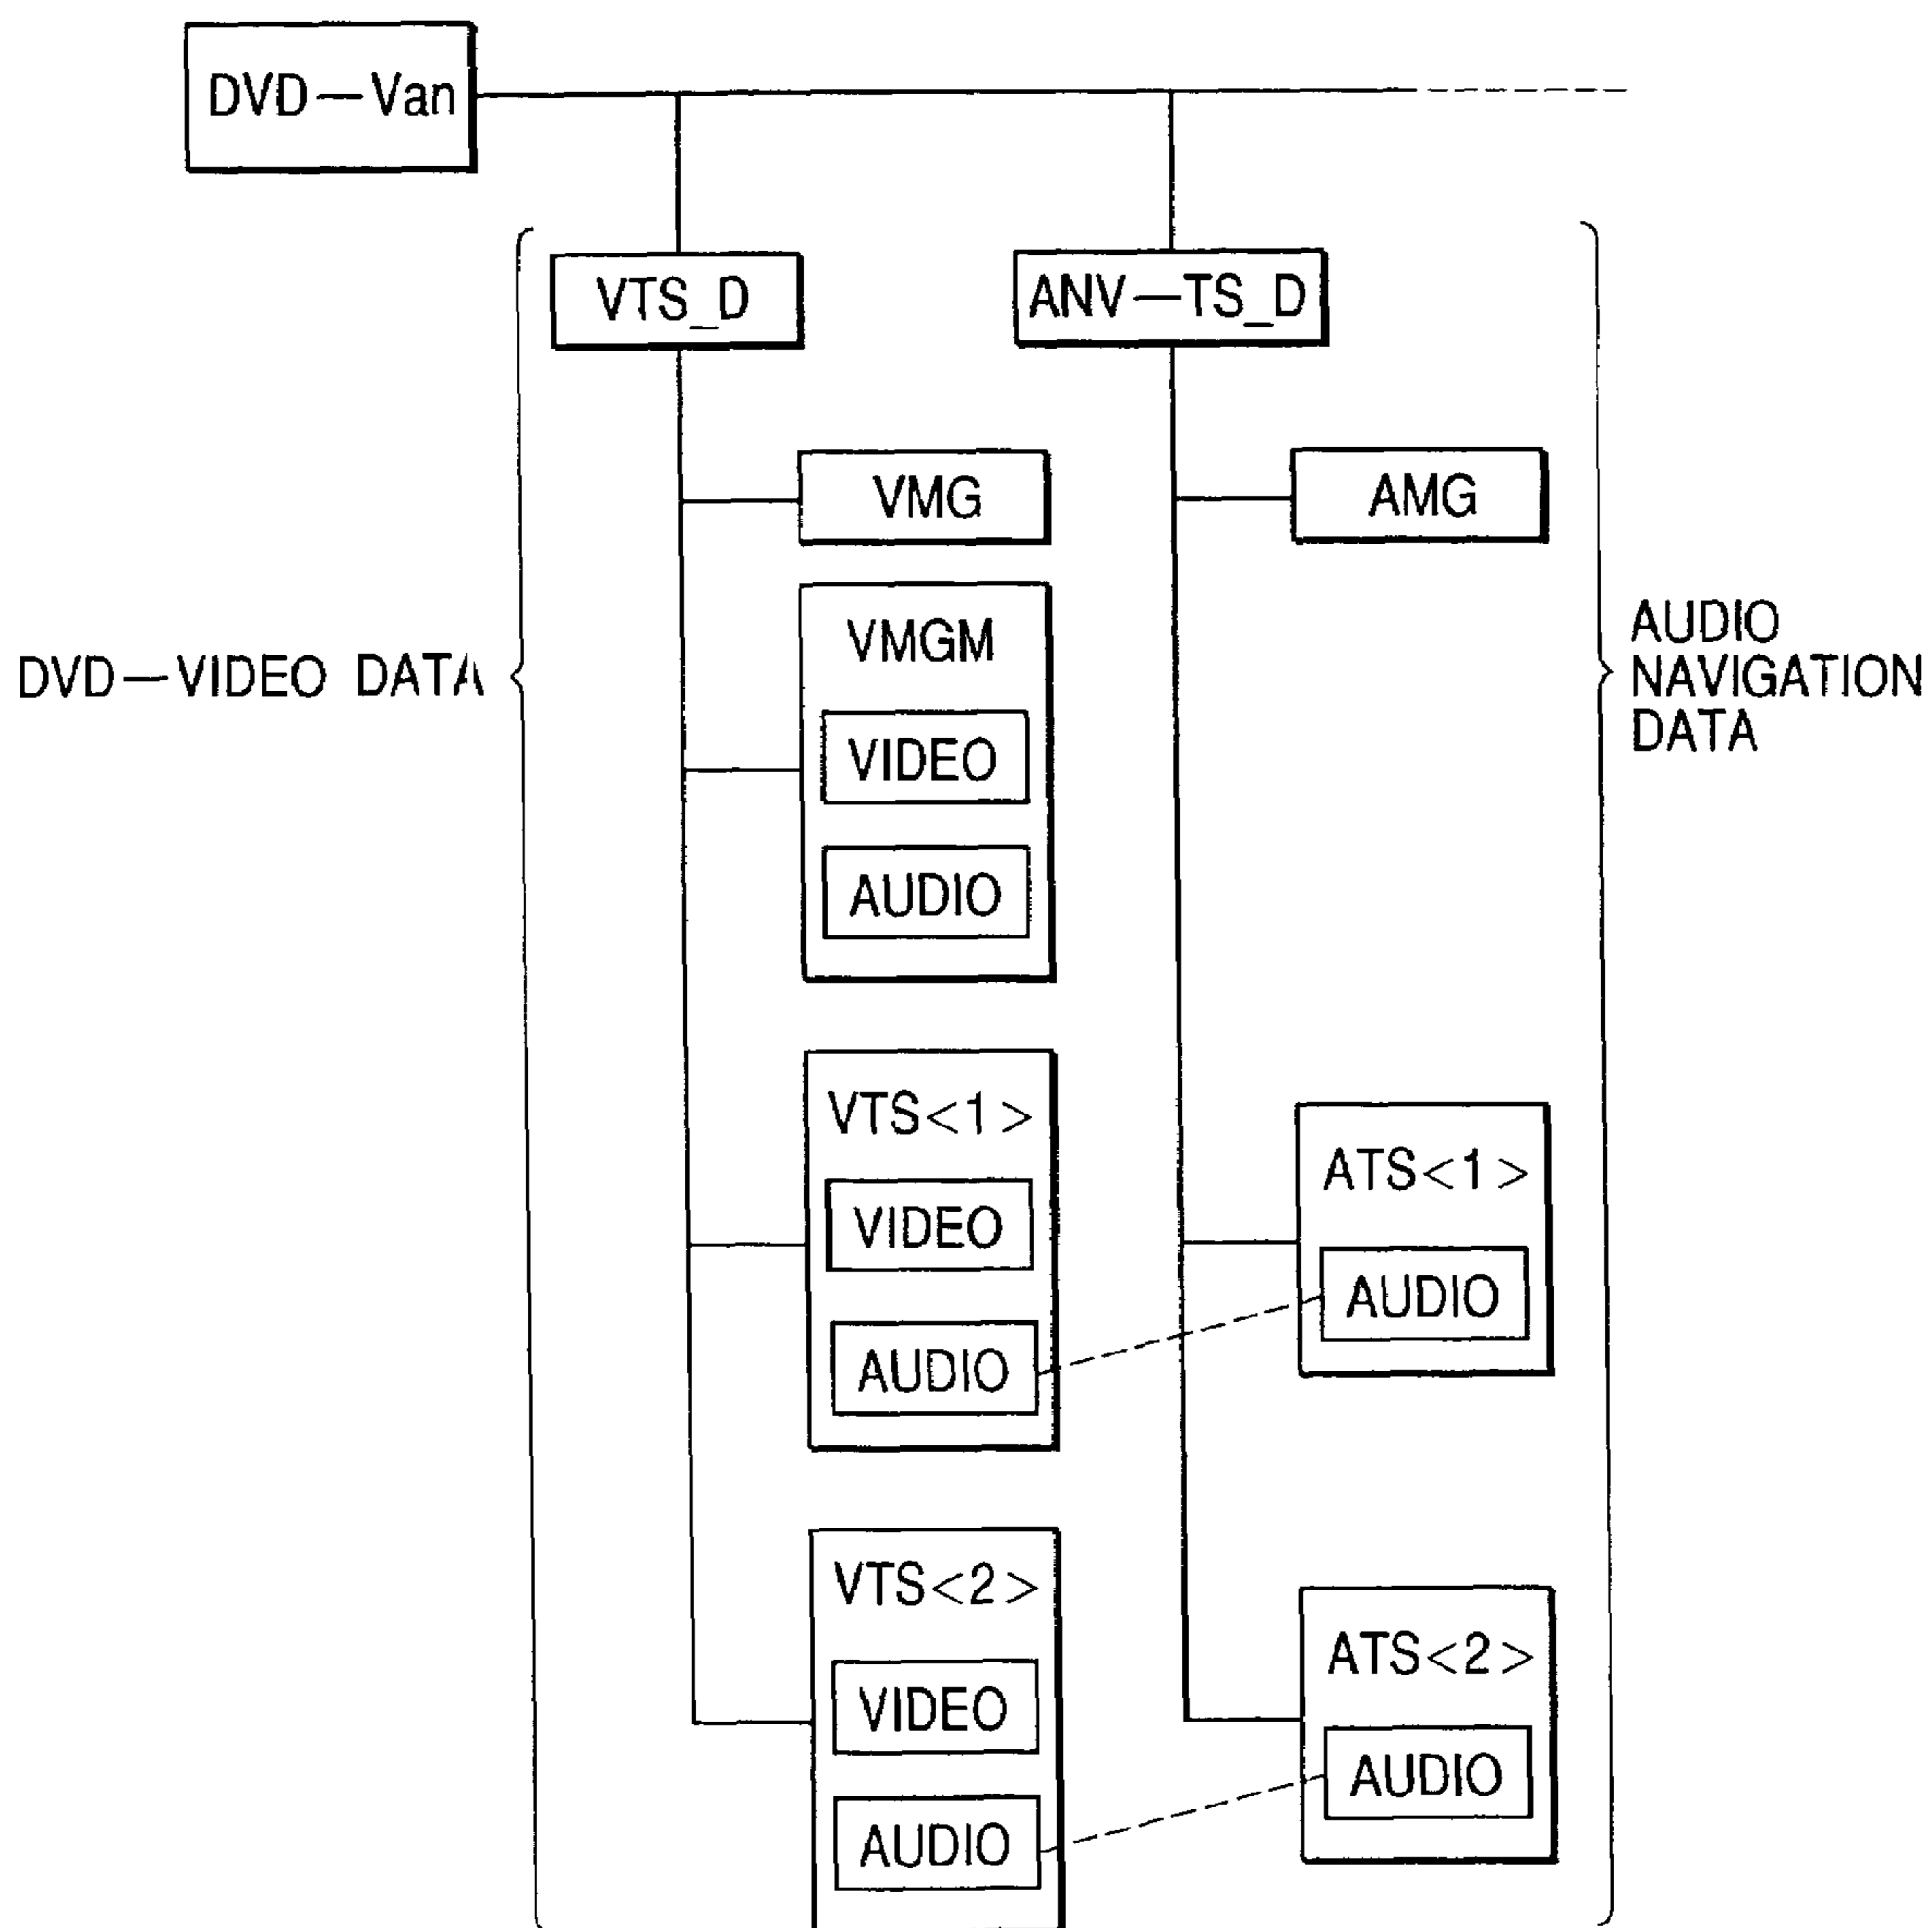 DVD—Van
VTS_D
ANV—TS_D
VMG
AMG
VMGM
VIDEO
AUDIO
DVD—VIDEO DATA
AUDIO
NAVIGATION
DATA
VTS<1>
VIDEO
AUDIO
ATS<1>
AUDIO
VTS<2>
VIDEO
AUDIO
ATS<2>
AUDIO